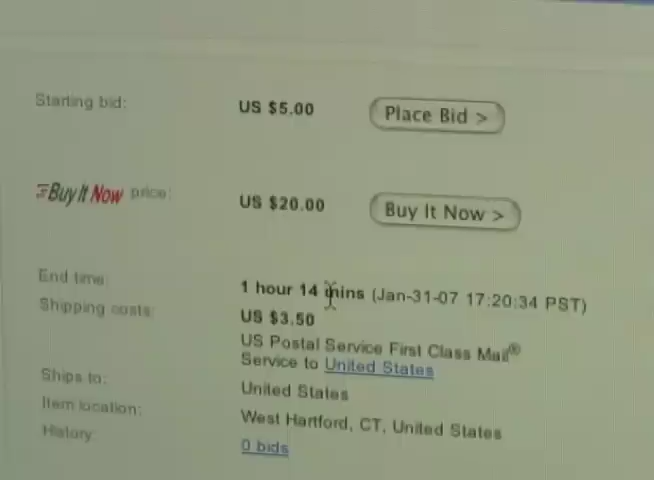 Starting bid: US $5.00 Place Bid >
Buy It Now price: US $20.00 Buy It Now >
End time: 1 hour 14 mins (Jan-31-07 17:20:34 PST)
Shipping costs: US $3.50
US Postal Service First Class Mail®
Service to United States
Ships to: United States
Item location: West Hartford, CT, United States
History: 0 bids